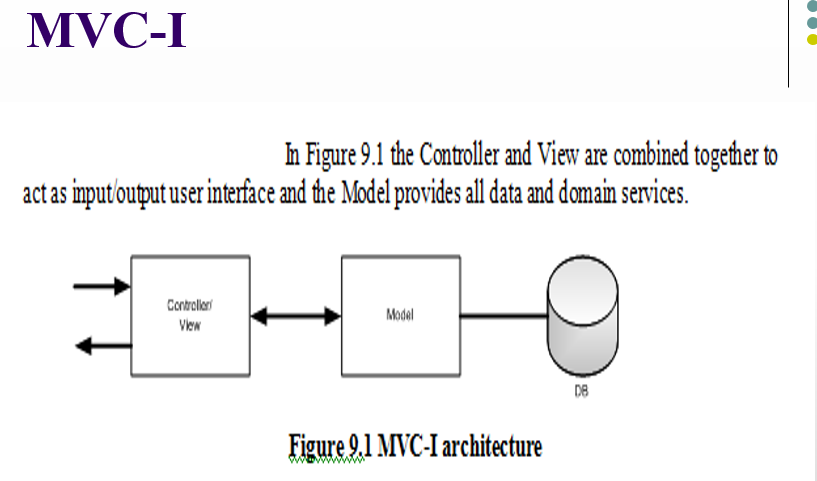 MVC-I
In Figure 9.1 the Controller and View are combined together to
act as input/output user interface and the Model provides all data and domain services.
Controller/
View
Model
DB
Figure 9.1 MVC-I architecture